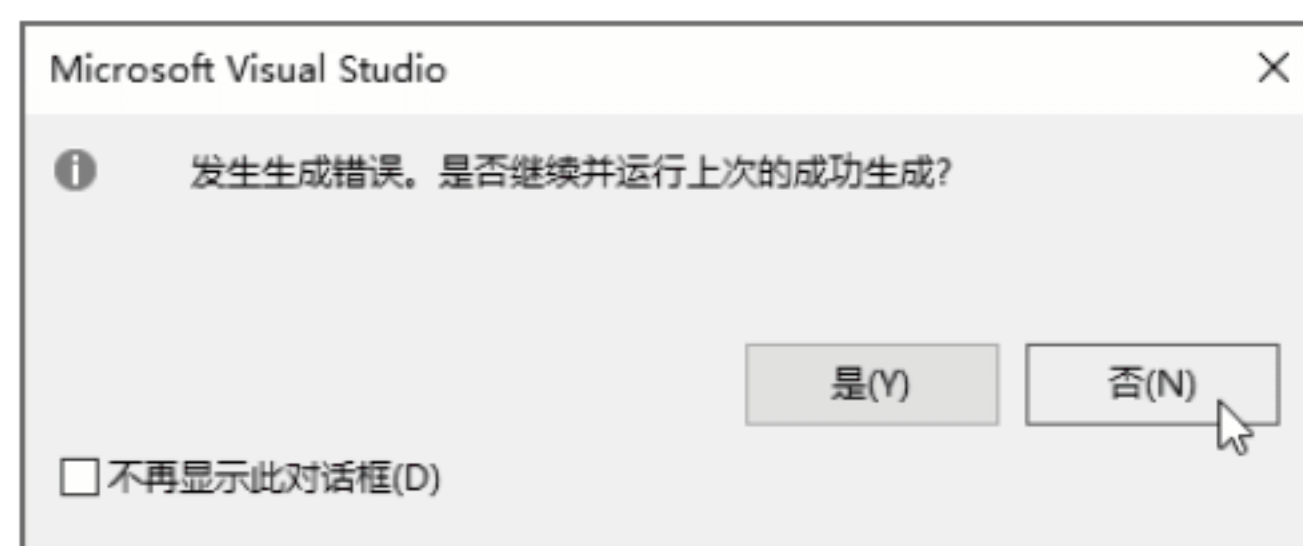 Microsoft Visual Studio
发生生成错误。是否继续并运行上次的成功生成?
是(Y)
否(N)
不再显示此对话框(D)